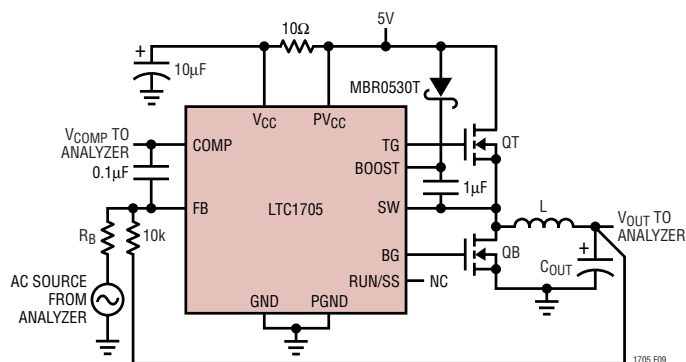 10Ω
5V
+
10µF
MBR0530T
VCC
PVCC
VCOMP TO
ANALYZER
COMP
TG
QT
0.1µF
BOOST
1µF
FB
LTC1705
SW
L
VOUT TO
ANALYZER
RB
10k
BG
QB
+
COUT
AC SOURCE
FROM
ANALYZER
RUN/SS
NC
GND
PGND
1705 F09